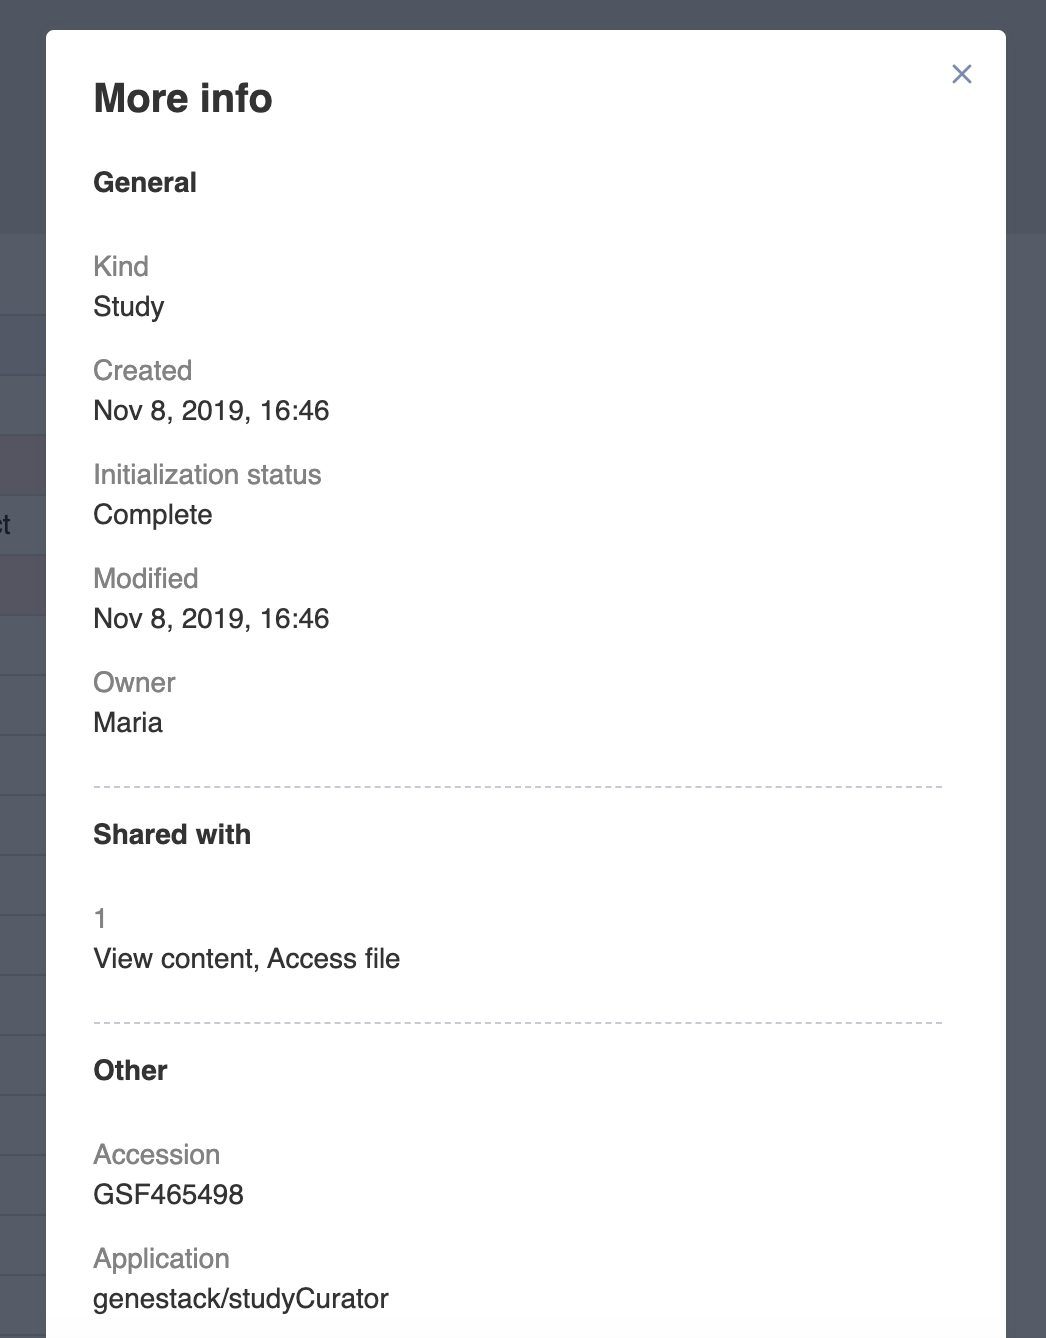 More info
General
Kind
Study
Created
Nov 8, 2019, 16:46
Initialization status
Complete
Modified
Nov 8, 2019, 16:46
Owner
Maria
Shared with
1
View content, Access file
Other
Accession
GSF465498
Application
genestack/studyCurator